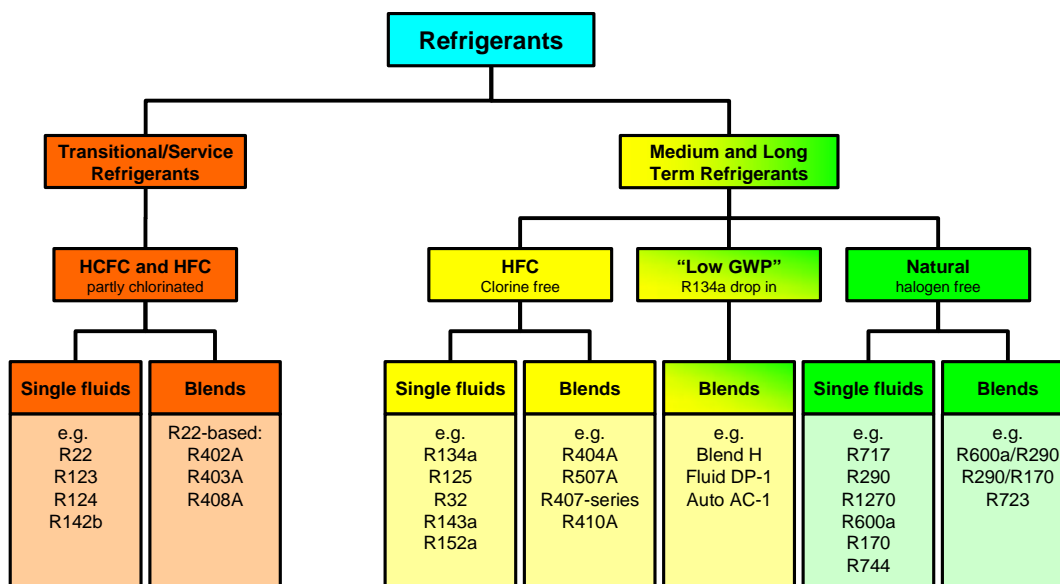 Refrigerants
Transitional/Service
Refrigerants
Medium and Long
Term Refrigerants
HCFC and HFC
partly chlorinated
HFC
Clorine free
“Low GWP”
R134a drop in
Natural
halogen free
Single fluids
e.g.
R22
R123
R124
R142b
Blends
R22-based:
R402A
R403A
R408A
Single fluids
e.g.
R134a
R125
R32
R143a
R152a
Blends
e.g.
R404A
R507A
R407-series
R410A
Blends
e.g.
Blend H
Fluid DP-1
Auto AC-1
Single fluids
e.g.
R717
R290
R1270
R600a
R170
R744
Blends
e.g.
R600a/R290
R290/R170
R723